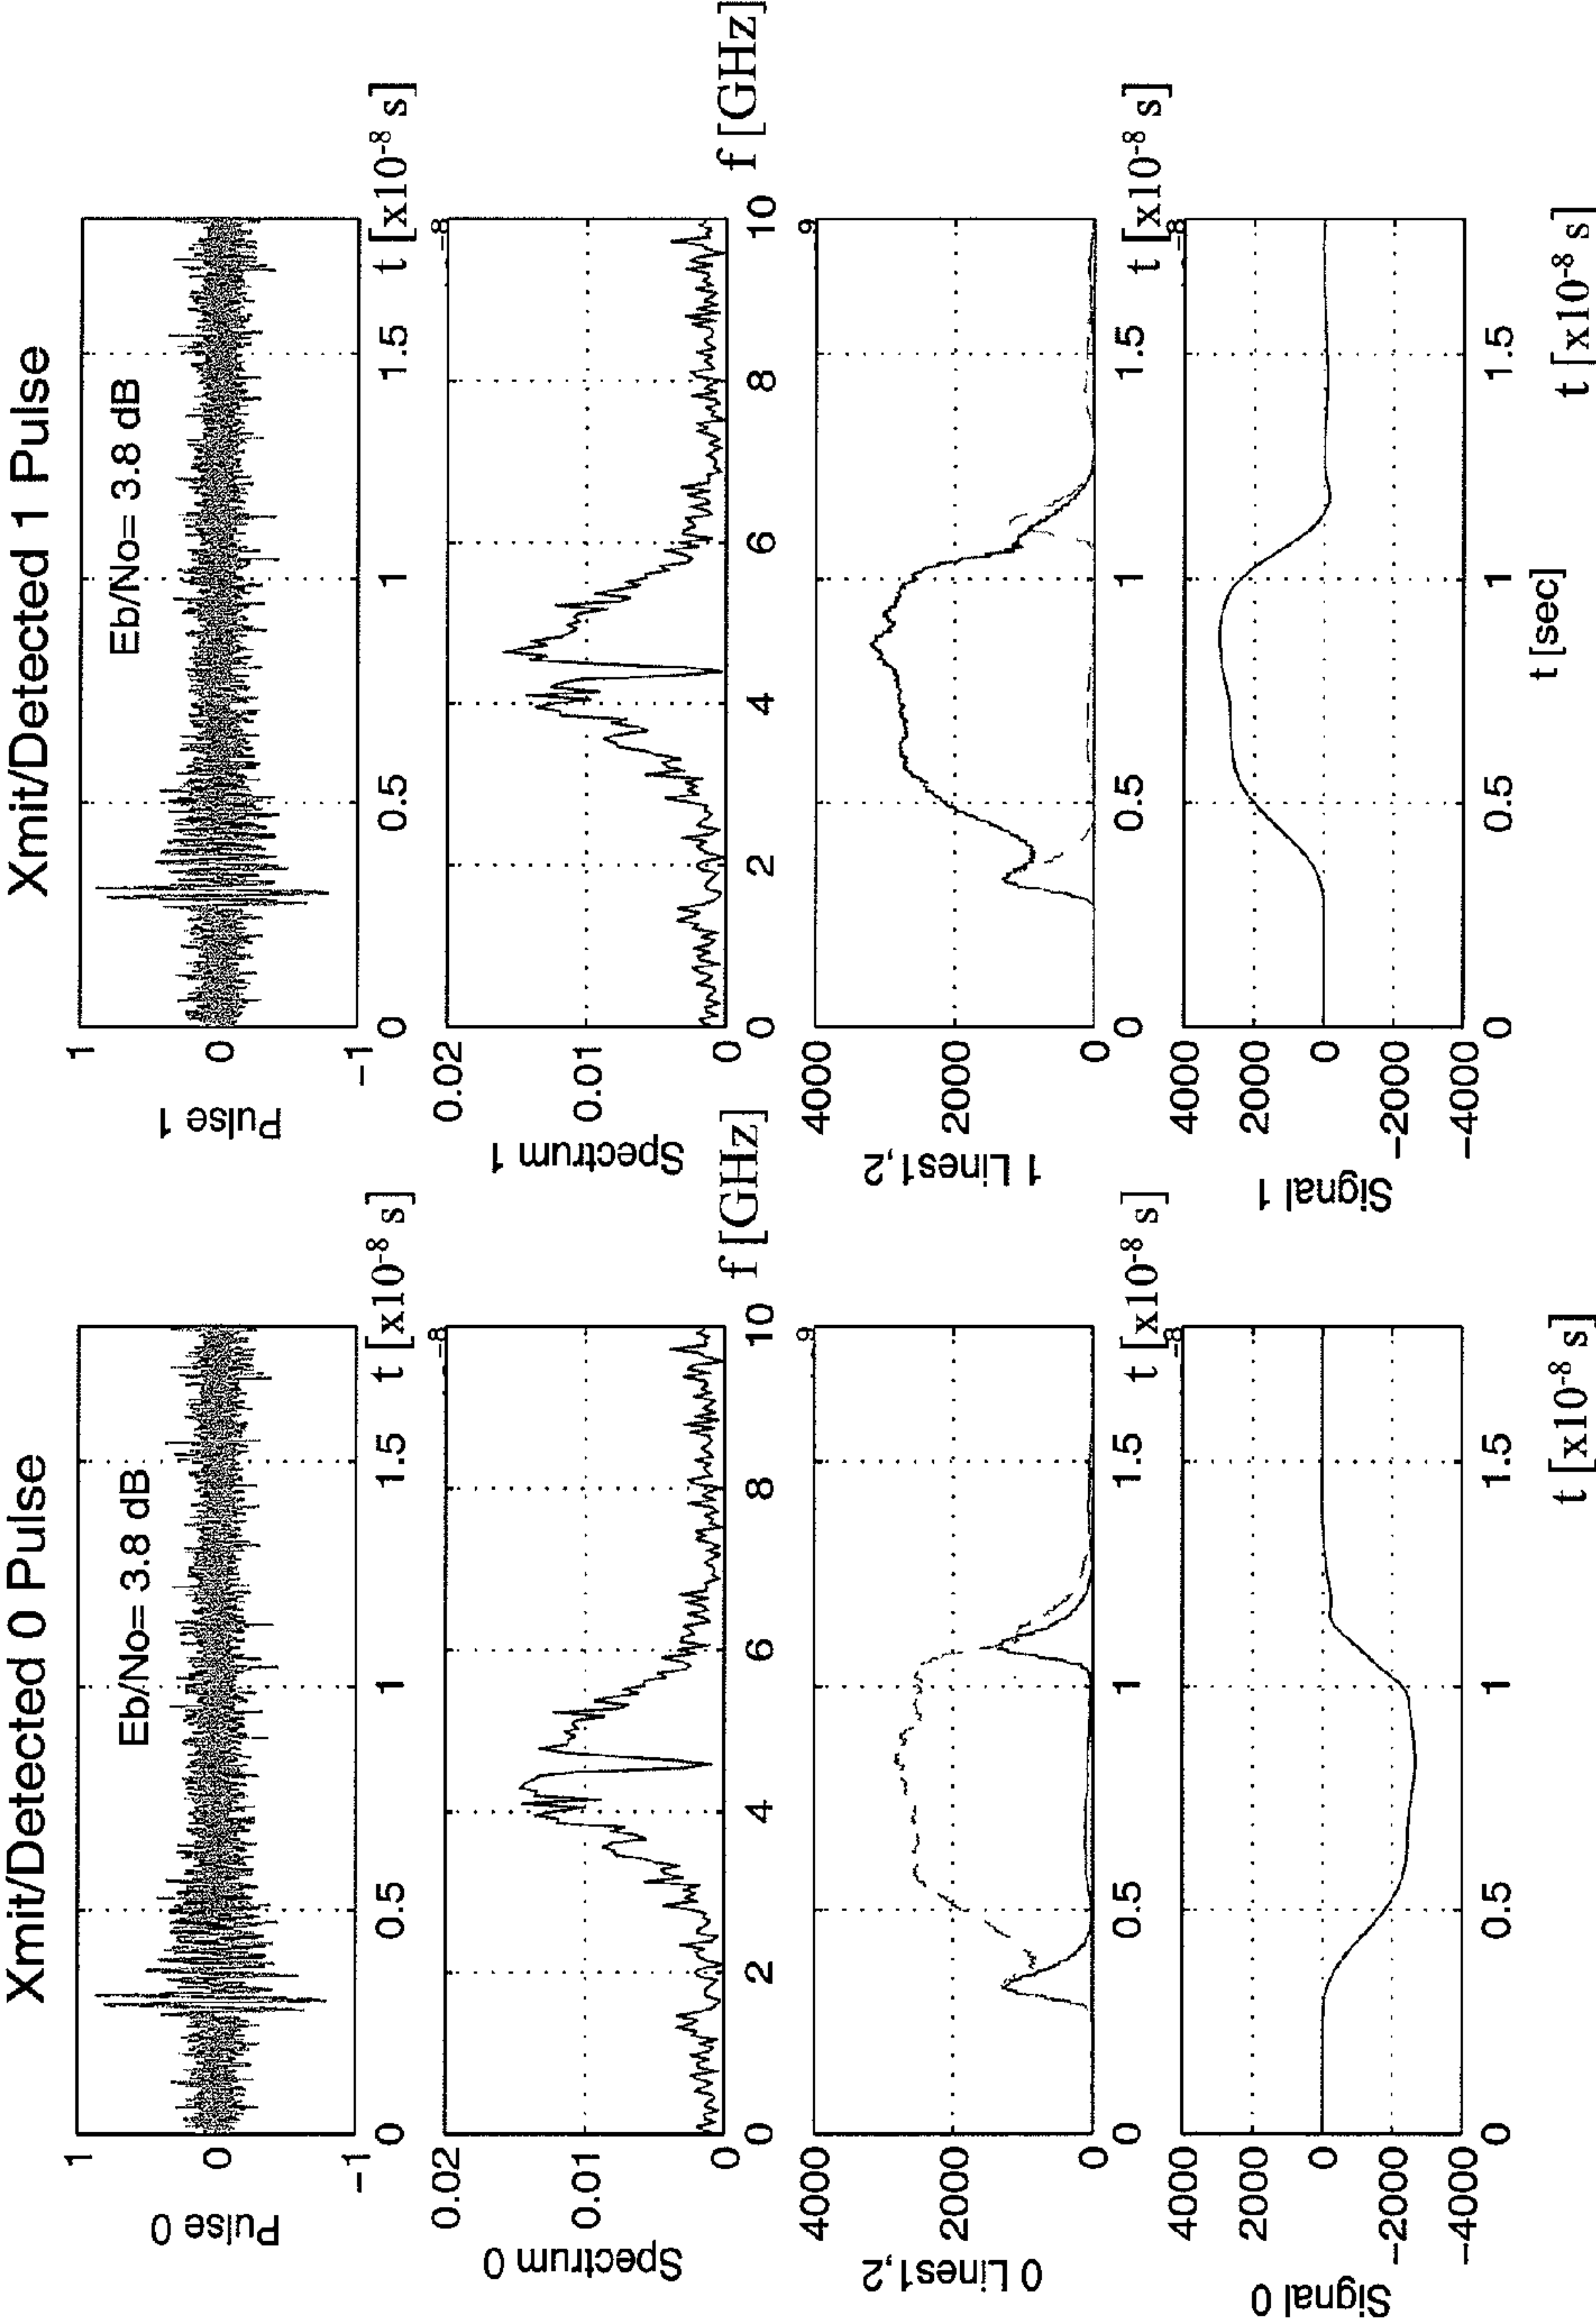 Xmit/Detected 0 Pulse
Pulse 0
1
0
−1
Eb/No= 3.8 dB
0 0.5 1 1.5
t [x10-8 s]
Spectrum 0
0.02
0.01
0
−8
0 2 4 6 8 10
f [GHz]
0 Lines1,2
4000
2000
0
9
0 0.5 1 1.5
t [x10-8 s]
Signal 0
4000
2000
0
−2000
−4000
−8
0 0.5 1 1.5
t [x10-8 s]
Xmit/Detected 1 Pulse
Pulse 1
1
0
−1
Eb/No= 3.8 dB
0 0.5 1 1.5
t [x10-8 s]
Spectrum 1
0.02
0.01
0
−8
0 2 4 6 8 10
f [GHz]
1 Lines1,2
4000
2000
0
9
0 0.5 1 1.5
t [x10-8 s]
Signal 1
4000
2000
0
−2000
−4000
−8
0 0.5 1 1.5
t [sec]
t [x10-8 s]